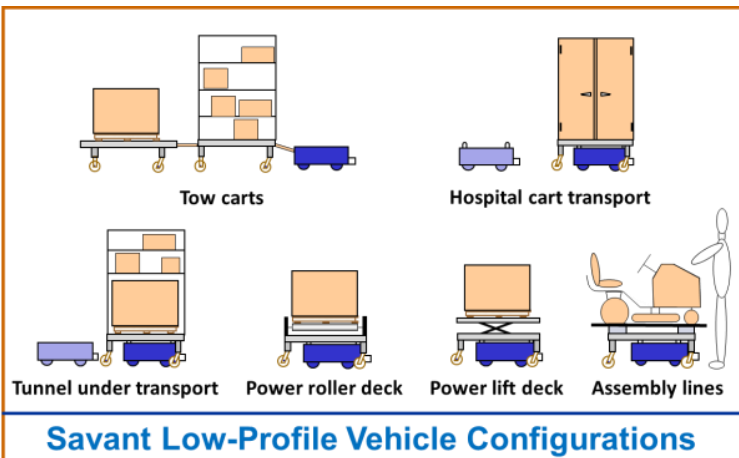 Tow carts
Hospital cart transport
Tunnel under transport
Power roller deck
Power lift deck
Assembly lines
Savant Low-Profile Vehicle Configurations